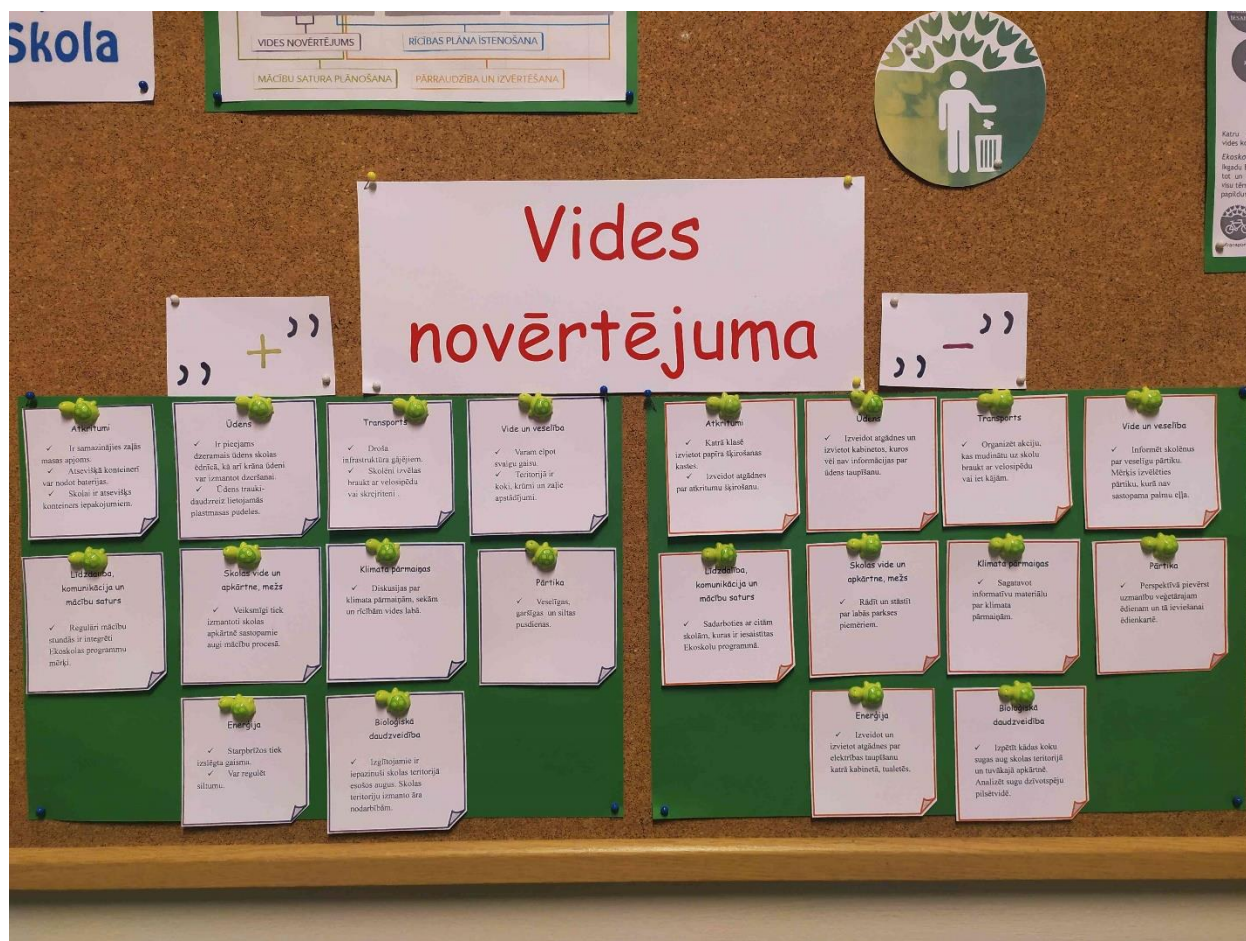 Skola
VIDES NOVĒRTĒJUMS
RĪCĪBAS PLĀNA ĪSTENOŠANA
MĀCĪBU SATURA PLĀNOŠANA
PĀRRAUDZĪBA UN IZVĒRTĒŠANA
Katru
vides
Vides
novērtējuma
„ + ”
„ – ”
Atkritumi
✓ Ir samazinājies zaļās
masas apjoms.
✓ Atsevišķā konteinerī
var nodot baterijas.
✓ Skolai ir atsevišķs
konteiners iepakojumiem.
Ūdens
✓ Ir pieejams
dzeramais ūdens skolas
ēdnīcā, kā arī krāna ūdeni
var izmantot dzeršanai.
✓ Ūdens trauki-
daudzreiz lietojamās
plastmasas pudeles.
Transports
✓ Droša
infrastruktūra gājējiem.
✓ Skolēni izvēlas
braukt ar velosipēdu
vai skrejriteni .
Vide un veselība
✓ Varam elpot
svaigu gaisu.
✓ Teritorijā ir
koki, krūmi un zaļie
apstādījumi.
Līdzdalība,
komunikācija un
mācību saturs
✓ Regulāri mācību
stundās ir integrēti
Ekoskolas programmu
mērķi.
Skolas vide un
apkārtne, mežs
✓ Veiksmīgi tiek
izmantoti skolas
apkārtnē sastopamie
augi mācību procesā.
Klimata pārmaiņas
✓ Diskusijas par
klimata pārmaiņām, sekām
un rīcībām vides labā.
Pārtika
✓ Veselīgas,
garšīgas un siltas
pusdienas.
Enerģija
✓ Starpbrīžos tiek
izslēgta gaisma.
✓ Var regulēt
siltumu.
Bioloģiskā
daudzveidība
✓ Izglītojamie ir
iepazinuši skolas teritorijā
esošos augus. Skolas
teritoriju izmanto āra
nodarbībām.
Atkritumi
✓ Katrā klasē
izvietot papīra šķirošanas
kastes.
✓ Izveidot atgādnes
par atkritumu šķirošanu.
Ūdens
✓ Izveidot atgādnes un
izvietot kabinetos, kuros
vēl nav informācijas par
ūdens taupīšanu.
Transports
✓ Organizēt akciju,
kas mudinātu uz skolu
braukt ar velosipēdu
vai iet kājām.
Vide un veselība
✓ Informēt skolēnus
par veselīgu pārtiku.
Mērķis izvēlēties
pārtiku, kurā nav
sastopama palmu eļļa.
Līdzdalība,
komunikācija un
mācību saturs
✓ Sadarboties ar citām
skolām, kuras ir iesaistītas
Ekoskolu programmā.
Skolas vide un
apkārtne, mežs
✓ Rādīt un stāstīt
par labās prakses
piemēriem.
Klimata pārmaiņas
✓ Sagatavot
informatīvu materiālu
par klimata
pārmaiņām.
Pārtika
✓ Perspektīvā pievērst
uzmanību veģetārajam
ēdienam un tā ieviešanai
ēdienkartē.
Enerģija
✓ Izveidot un
izvietot atgādnes par
elektrības taupīšanu
katrā kabinetā, tualetēs.
Bioloģiskā
daudzveidība
✓ Izpētīt kādas koku
sugas aug skolas teritorijā
un tuvākajā apkārtnē.
Analizēt sugu dzīvotspēju
pilsētvidē.